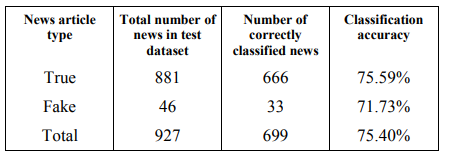 News article type | Total number of news in test dataset | Number of correctly classified news | Classification accuracy
True | 881 | 666 | 75.59%
Fake | 46 | 33 | 71.73%
Total | 927 | 699 | 75.40%